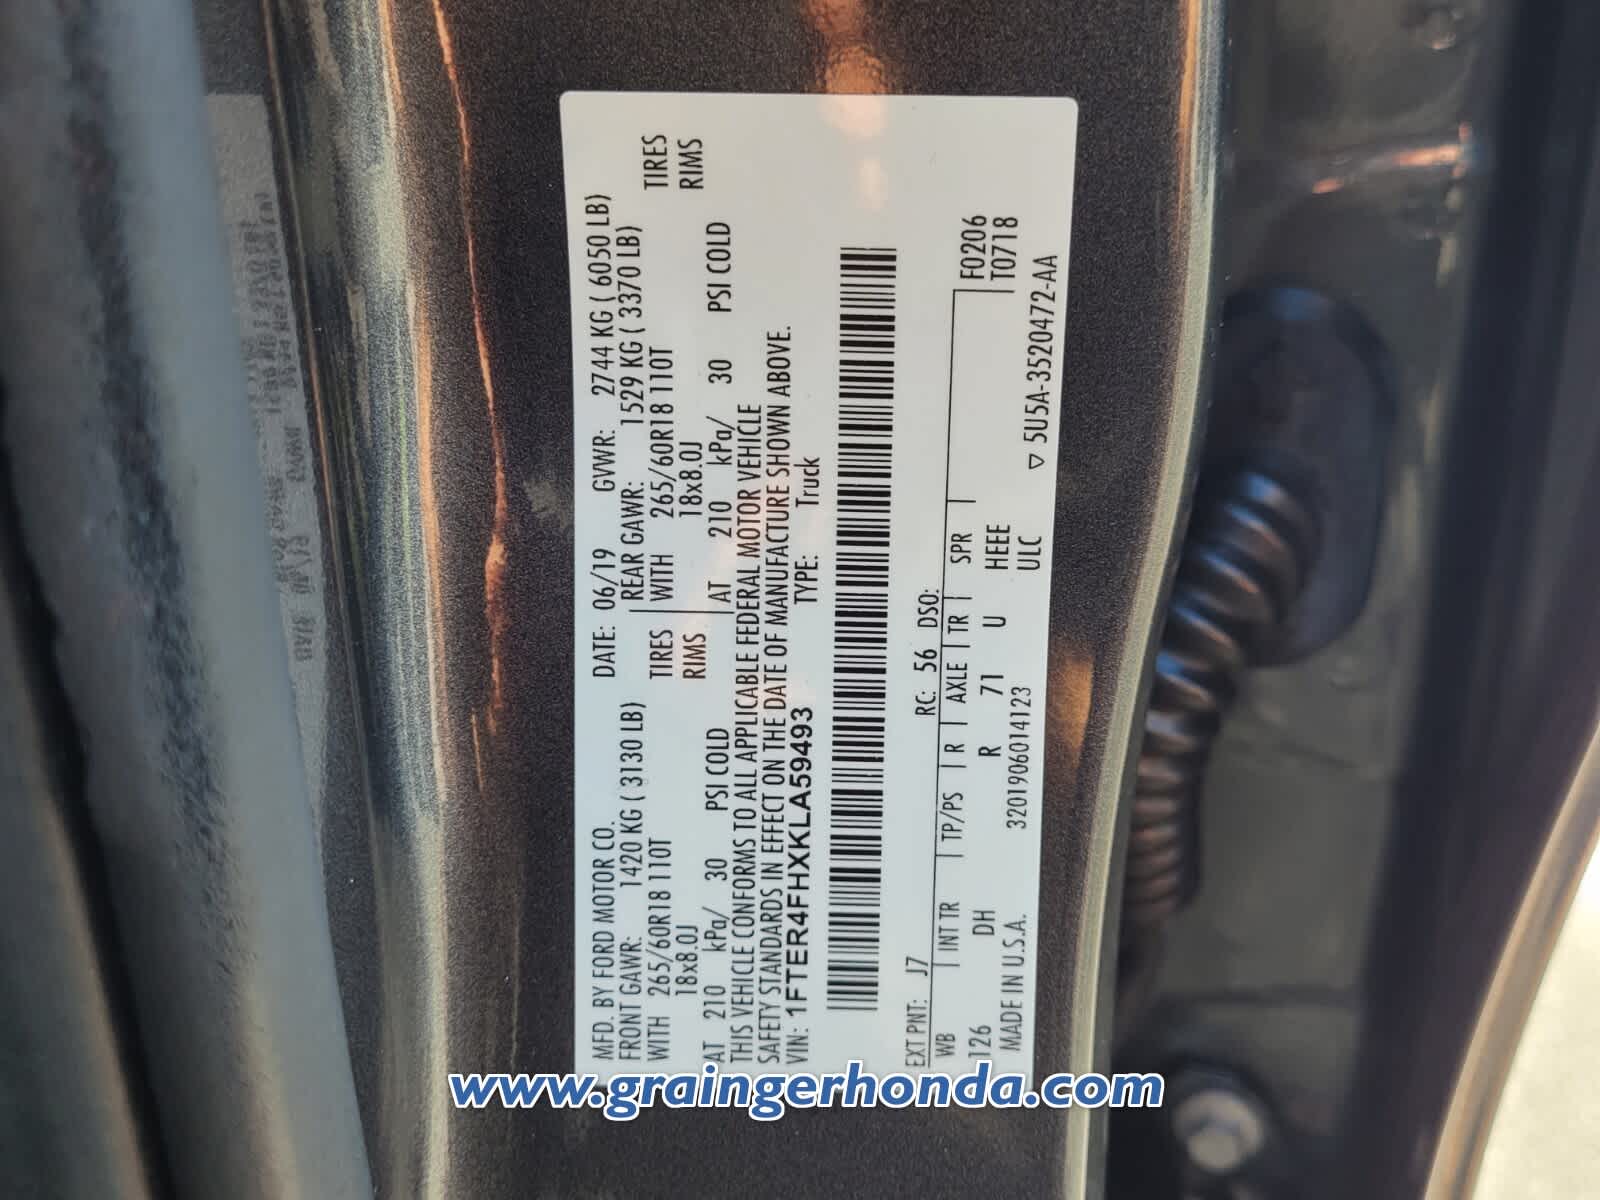 MFD. BY FORD MOTOR CO. DATE: 06/19 GVWR: 2744 KG ( 6050 LB)
FRONT GAWR: 1420 KG ( 3130 LB) REAR GAWR: 1529 KG ( 3370 LB)
WITH 265/60R18 110T TIRES WITH 265/60R18 110T TIRES
18x8.0J RIMS 18x8.0J RIMS
AT 210 kPa/ 30 PSI COLD AT 210 kPa/ 30 PSI COLD
THIS VEHICLE CONFORMS TO ALL APPLICABLE FEDERAL MOTOR VEHICLE
SAFETY STANDARDS IN EFFECT ON THE DATE OF MANUFACTURE SHOWN ABOVE.
VIN: 1FTER4FHXKLA59493 TYPE: Truck
EXT PNT: J7 RC: 56 DSO:
WB INT TR TP/PS R AXLE TR SPR F0206
126 DH R 71 U HEEE T0718
MADE IN U.S.A. 3201906014123 ULC ▽ 5U5A-3520472-AA
www.graingerhonda.com